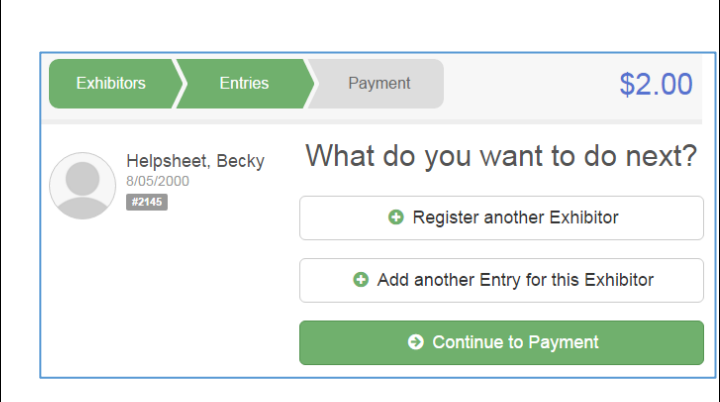 Exhibitors Entries Payment $2.00
Helpsheet, Becky
8/05/2000
#2145
What do you want to do next?
Register another Exhibitor
Add another Entry for this Exhibitor
Continue to Payment